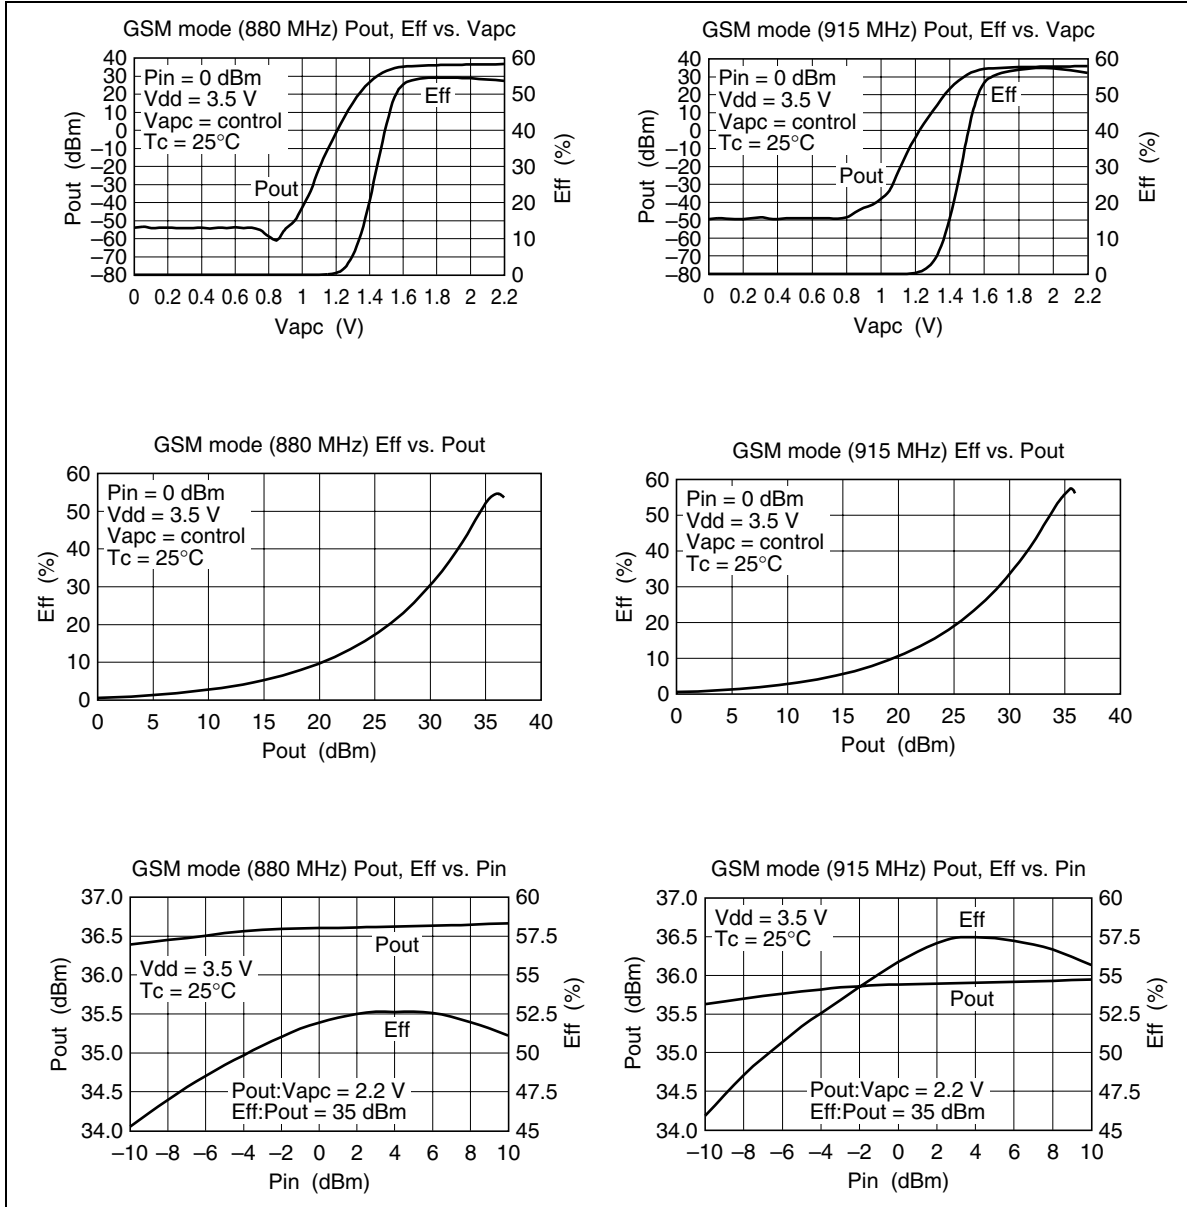 GSM mode (880 MHz) Pout, Eff vs. Vapc
40
30
20
10
0
–10
–20
–30
–40
–50
–60
–70
–80
Pout (dBm)
Pin = 0 dBm
Vdd = 3.5 V
Vapc = control
Tc = 25°C
Eff
Pout
60
50
40
30
20
10
0
Eff (%)
0 0.2 0.4 0.6 0.8 1 1.2 1.4 1.6 1.8 2 2.2
Vapc (V)
GSM mode (915 MHz) Pout, Eff vs. Vapc
40
30
20
10
0
–10
–20
–30
–40
–50
–60
–70
–80
Pout (dBm)
Pin = 0 dBm
Vdd = 3.5 V
Vapc = control
Tc = 25°C
Eff
Pout
60
50
40
30
20
10
0
Eff (%)
0 0.2 0.4 0.6 0.8 1 1.2 1.4 1.6 1.8 2 2.2
Vapc (V)
GSM mode (880 MHz) Eff vs. Pout
60
50
40
30
20
10
0
Eff (%)
Pin = 0 dBm
Vdd = 3.5 V
Vapc = control
Tc = 25°C
0 5 10 15 20 25 30 35 40
Pout (dBm)
GSM mode (915 MHz) Eff vs. Pout
60
50
40
30
20
10
0
Eff (%)
Pin = 0 dBm
Vdd = 3.5 V
Vapc = control
Tc = 25°C
0 5 10 15 20 25 30 35 40
Pout (dBm)
GSM mode (880 MHz) Pout, Eff vs. Pin
37.0
36.5
36.0
35.5
35.0
34.5
34.0
Pout (dBm)
Pout
Vdd = 3.5 V
Tc = 25°C
Eff
Pout:Vapc = 2.2 V
Eff:Pout = 35 dBm
60
57.5
55
52.5
50
47.5
45
Eff (%)
–10 –8 –6 –4 –2 0 2 4 6 8 10
Pin (dBm)
GSM mode (915 MHz) Pout, Eff vs. Pin
37.0
36.5
36.0
35.5
35.0
34.5
34.0
Pout (dBm)
Vdd = 3.5 V
Tc = 25°C
Eff
Pout
Pout:Vapc = 2.2 V
Eff:Pout = 35 dBm
60
57.5
55
52.5
50
47.5
45
Eff (%)
–10 –8 –6 –4 –2 0 2 4 6 8 10
Pin (dBm)